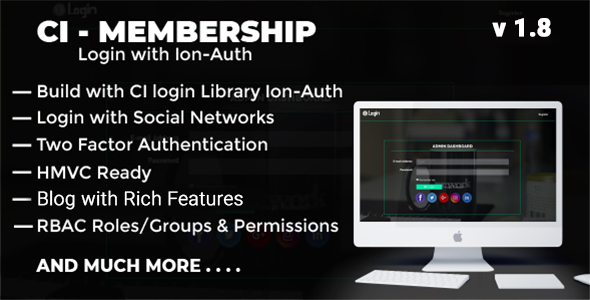 CI - MEMBERSHIP
v 1.8
Login with Ion-Auth
— Build with CI login Library Ion-Auth
— Login with Social Networks
— Two Factor Authentication
— HMVC Ready
— Blog with Rich Features
— RBAC Roles/Groups & Permissions
AND MUCH MORE . . . .
Login
ADMIN DASHBOARD
Password